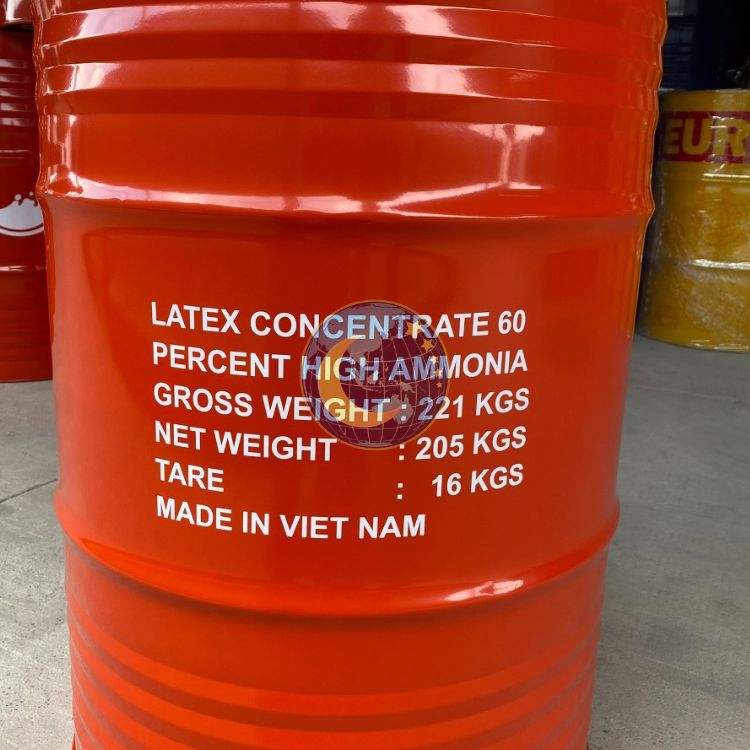 LATEX CONCENTRATE 60
PERCENT HIGH AMMONIA
GROSS WEIGHT : 221 KGS
NET WEIGHT : 205 KGS
TARE : 16 KGS
MADE IN VIET NAM
EUR